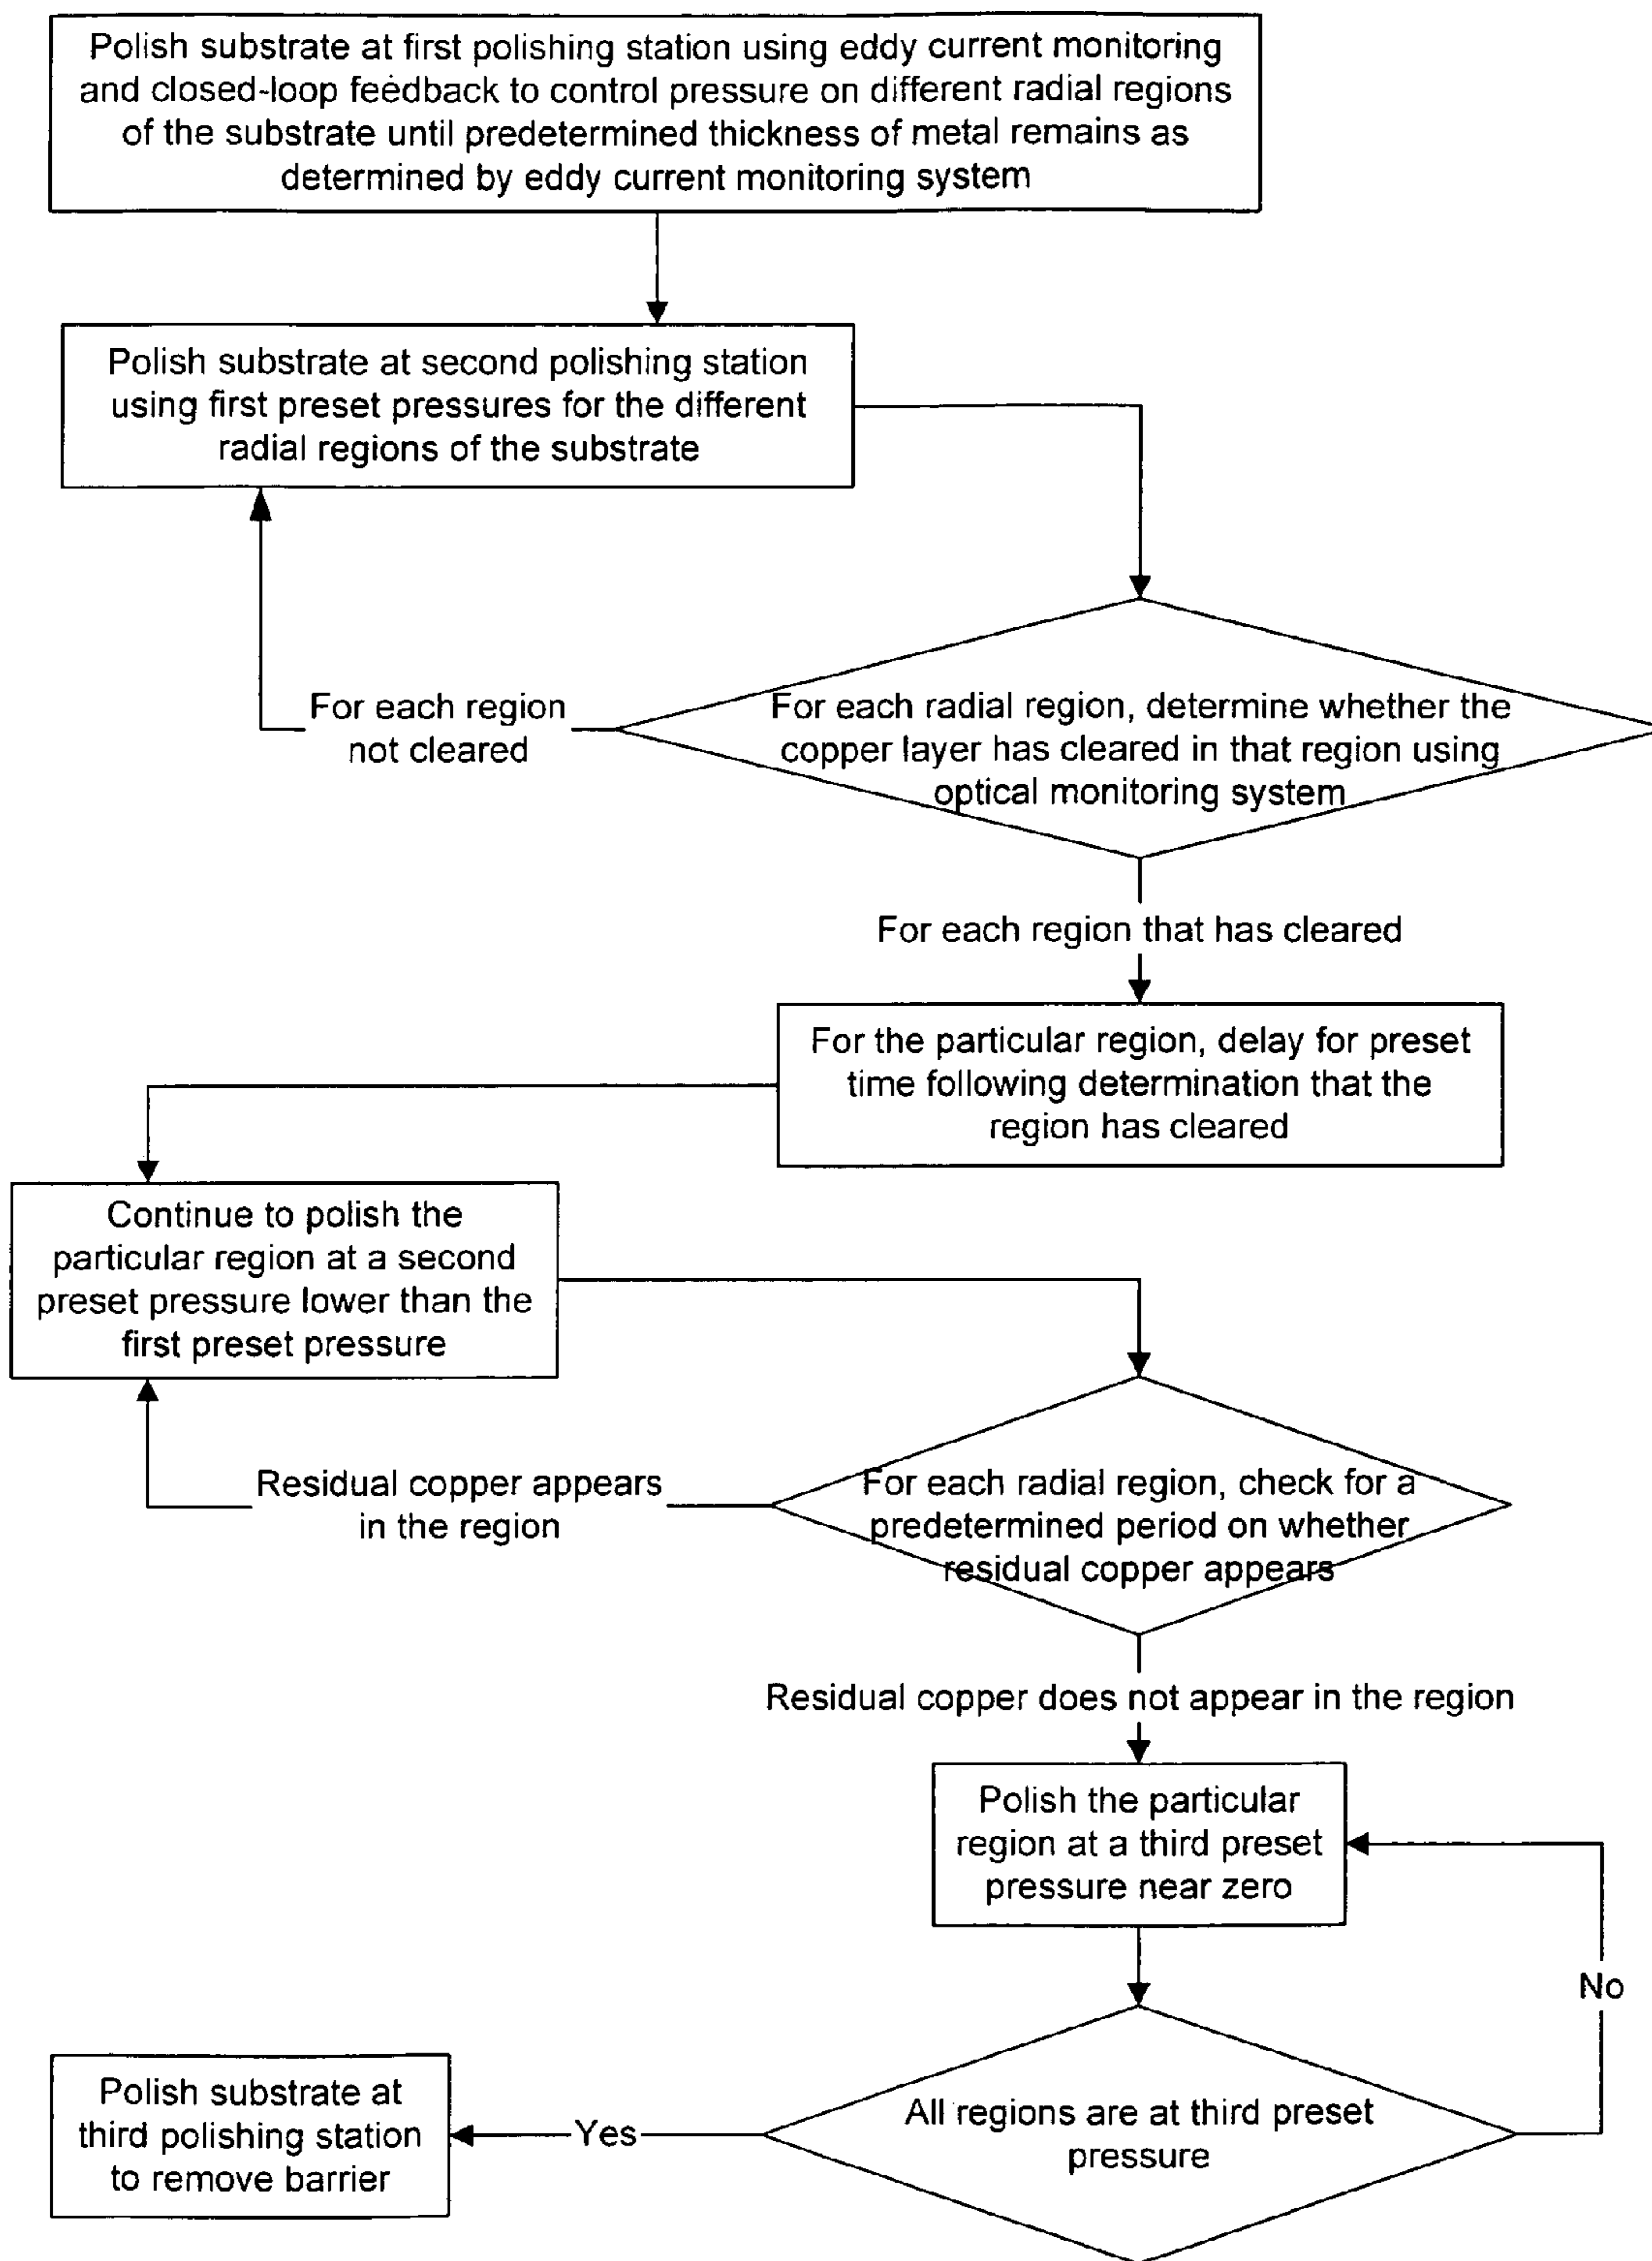 Polish substrate at first polishing station using eddy current monitoring
and closed-loop feedback to control pressure on different radial regions
of the substrate until predetermined thickness of metal remains as
determined by eddy current monitoring system
Polish substrate at second polishing station
using first preset pressures for the different
radial regions of the substrate
For each region
not cleared
For each radial region, determine whether the
copper layer has cleared in that region using
optical monitoring system
For each region that has cleared
For the particular region, delay for preset
time following determination that the
region has cleared
Continue to polish the
particular region at a second
preset pressure lower than the
first preset pressure
Residual copper appears
in the region
For each radial region, check for a
predetermined period on whether
residual copper appears
Residual copper does not appear in the region
Polish the particular
region at a third preset
pressure near zero
No
All regions are at third preset
pressure
Yes
Polish substrate at
third polishing station
to remove barrier